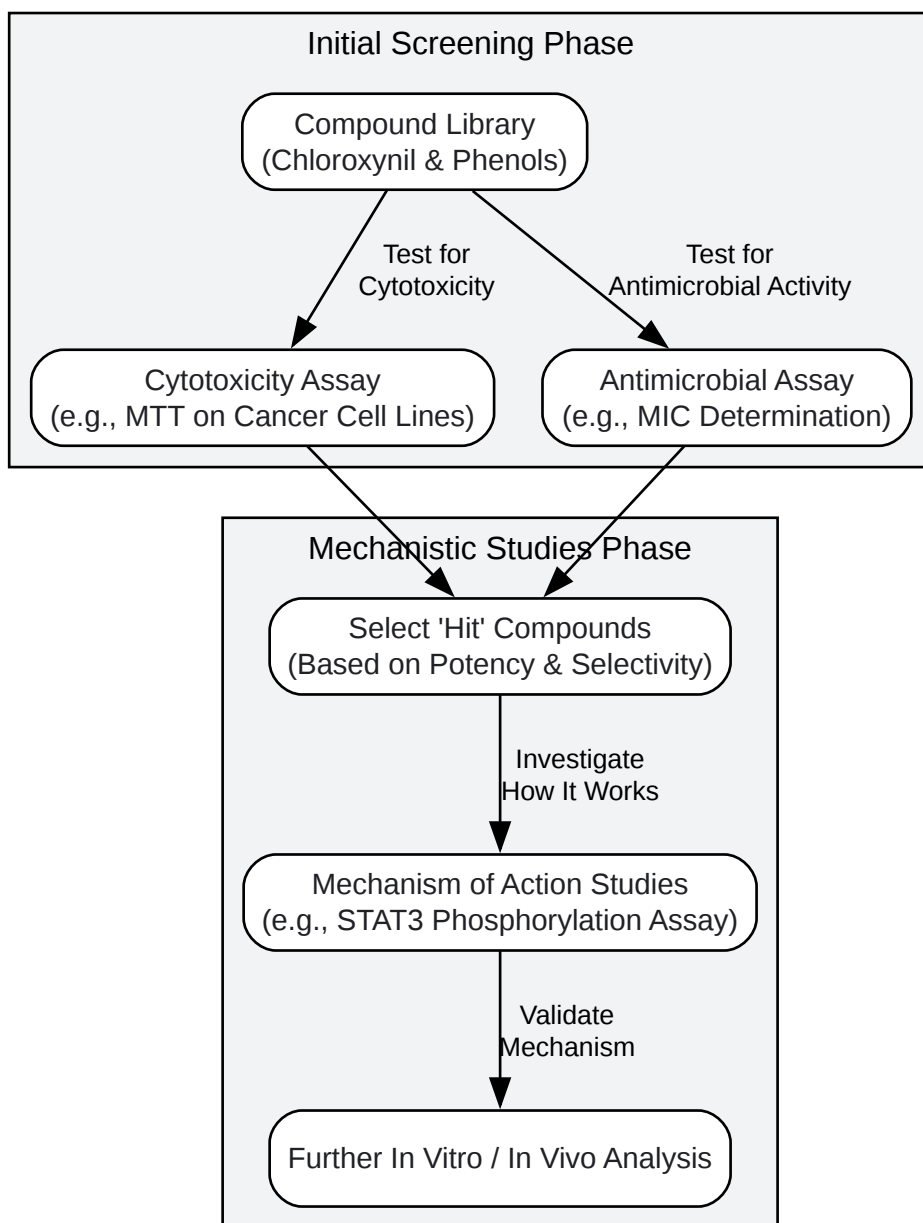 Initial Screening Phase
Compound Library
(Chloroxynil & Phenols)
Test for
Cytotoxicity
Test for
Antimicrobial Activity
Cytotoxicity Assay
(e.g., MTT on Cancer Cell Lines)
Antimicrobial Assay
(e.g., MIC Determination)
Mechanistic Studies Phase
Select 'Hit' Compounds
(Based on Potency & Selectivity)
Investigate
How It Works
Mechanism of Action Studies
(e.g., STAT3 Phosphorylation Assay)
Validate
Mechanism
Further In Vitro / In Vivo Analysis